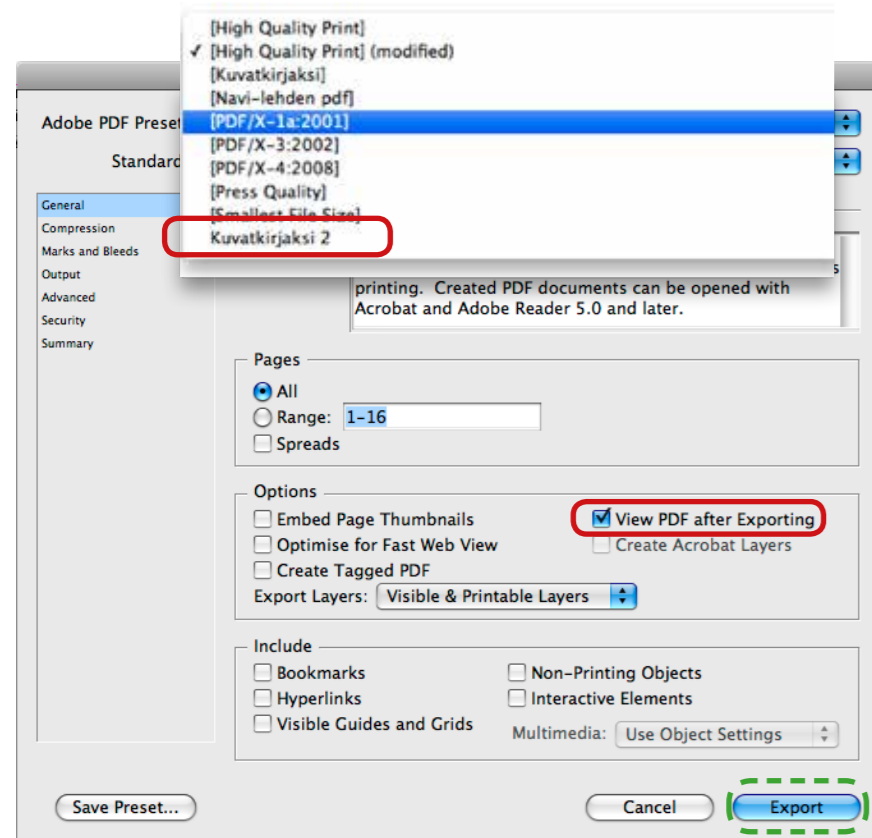 [High Quality Print]
✓ [High Quality Print] (modified)
[Kuvatkirjaksi]
[Navi-lehden pdf]
[PDF/X-1a:2001]
[PDF/X-3:2002]
[PDF/X-4:2008]
[Press Quality]
[Smallest File Size]
Kuvatkirjaksi 2
Adobe PDF Preset
Standard
General
Compression
Marks and Bleeds
Output
Advanced
Security
Summary
printing. Created PDF documents can be opened with
Acrobat and Adobe Reader 5.0 and later.
Pages
All
Range: 1-16
Spreads
Options
Embed Page Thumbnails
View PDF after Exporting
Optimise for Fast Web View
Create Acrobat Layers
Create Tagged PDF
Export Layers: Visible & Printable Layers
Include
Bookmarks
Non-Printing Objects
Hyperlinks
Interactive Elements
Visible Guides and Grids
Multimedia: Use Object Settings
Save Preset...
Cancel
Export